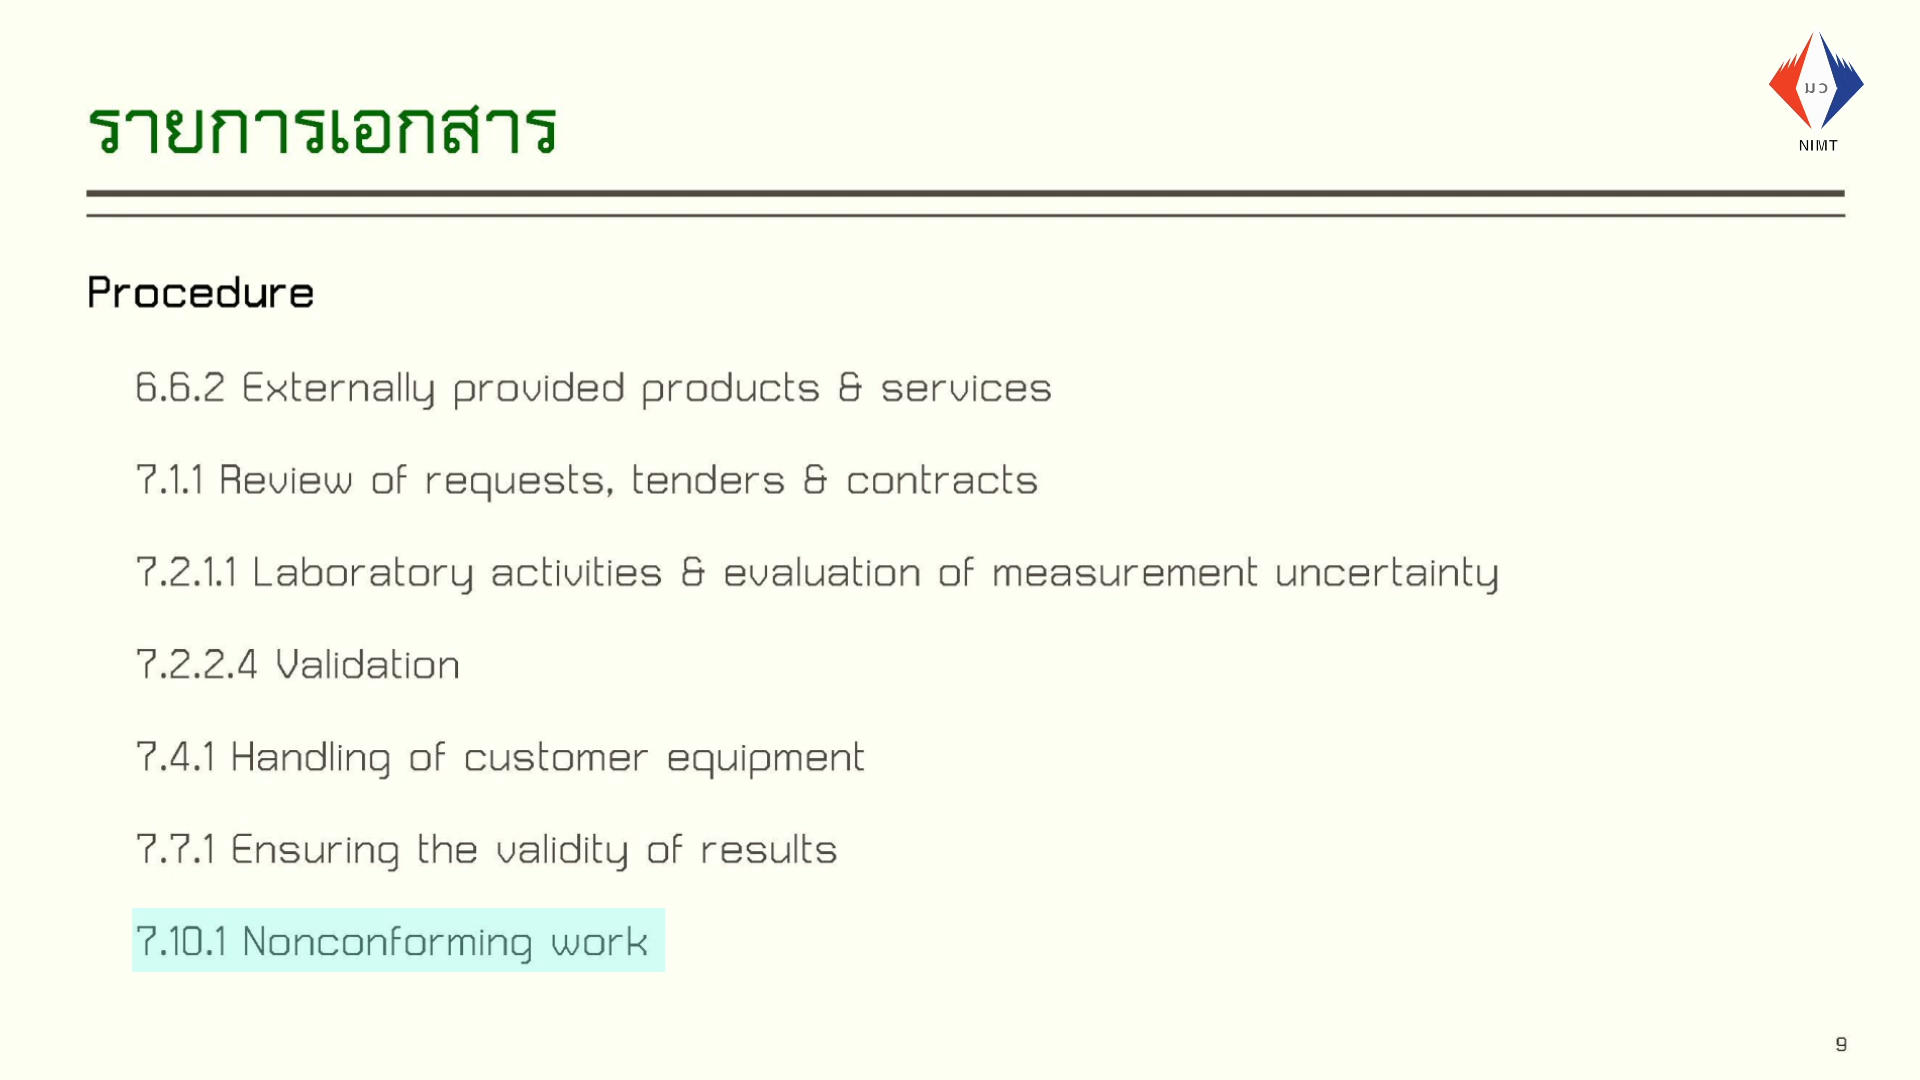 รายการเอกสาร
มว
NIMT
Procedure
6.6.2 Externally provided products & services
7.1.1 Review of requests, tenders & contracts
7.2.1.1 Laboratory activities & evaluation of measurement uncertainty
7.2.2.4 Validation
7.4.1 Handling of customer equipment
7.7.1 Ensuring the validity of results
7.10.1 Nonconforming work
9